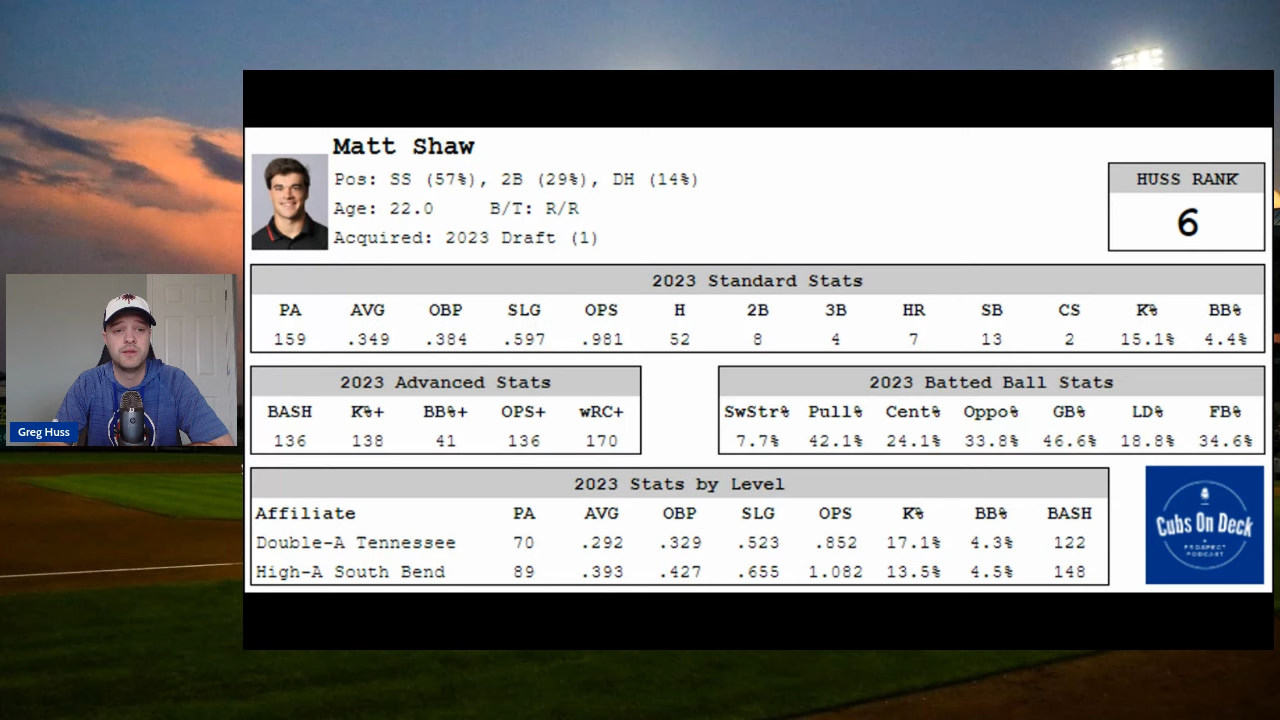 Matt Shaw
Pos: SS (57%), 2B (29%), DH (14%)
Age: 22.0 B/T: R/R
Acquired: 2023 Draft (1)
HUSS RANK
6
2023 Standard Stats
PA AVG OBP SLG OPS H 2B 3B HR SB CS K% BB%
159 .349 .384 .597 .981 52 8 4 7 13 2 15.1% 4.4%
2023 Advanced Stats
BASH K%+ BB%+ OPS+ wRC+
136 138 41 136 170
2023 Batted Ball Stats
SwStr% Pull% Cent% Oppo% GB% LD% FB%
7.7% 42.1% 24.1% 33.8% 46.6% 18.8% 34.6%
Greg Huss
2023 Stats by Level
Affiliate PA AVG OBP SLG OPS K% BB% BASH
Double-A Tennessee 70 .292 .329 .523 .852 17.1% 4.3% 122
High-A South Bend 89 .393 .427 .655 1.082 13.5% 4.5% 148
Cubs On Deck
PROSPECT
PODCAST